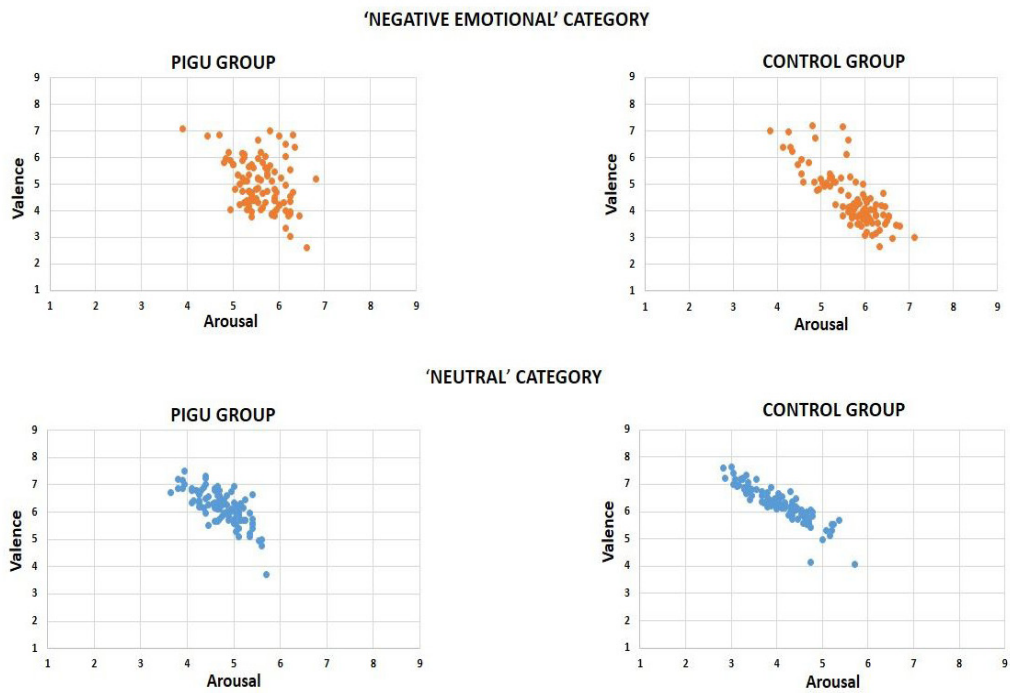 ‘NEGATIVE EMOTIONAL’ CATEGORY
PIGU GROUP
CONTROL GROUP
9
8
7
6
5
4
3
2
1
Valence
1 2 3 4 5 6 7 8 9
Arousal
9
8
7
6
5
4
3
2
1
Valence
1 2 3 4 5 6 7 8 9
Arousal
‘NEUTRAL’ CATEGORY
PIGU GROUP
CONTROL GROUP
9
8
7
6
5
4
3
2
1
Valence
1 2 3 4 5 6 7 8 9
Arousal
9
8
7
6
5
4
3
2
1
Valence
1 2 3 4 5 6 7 8 9
Arousal